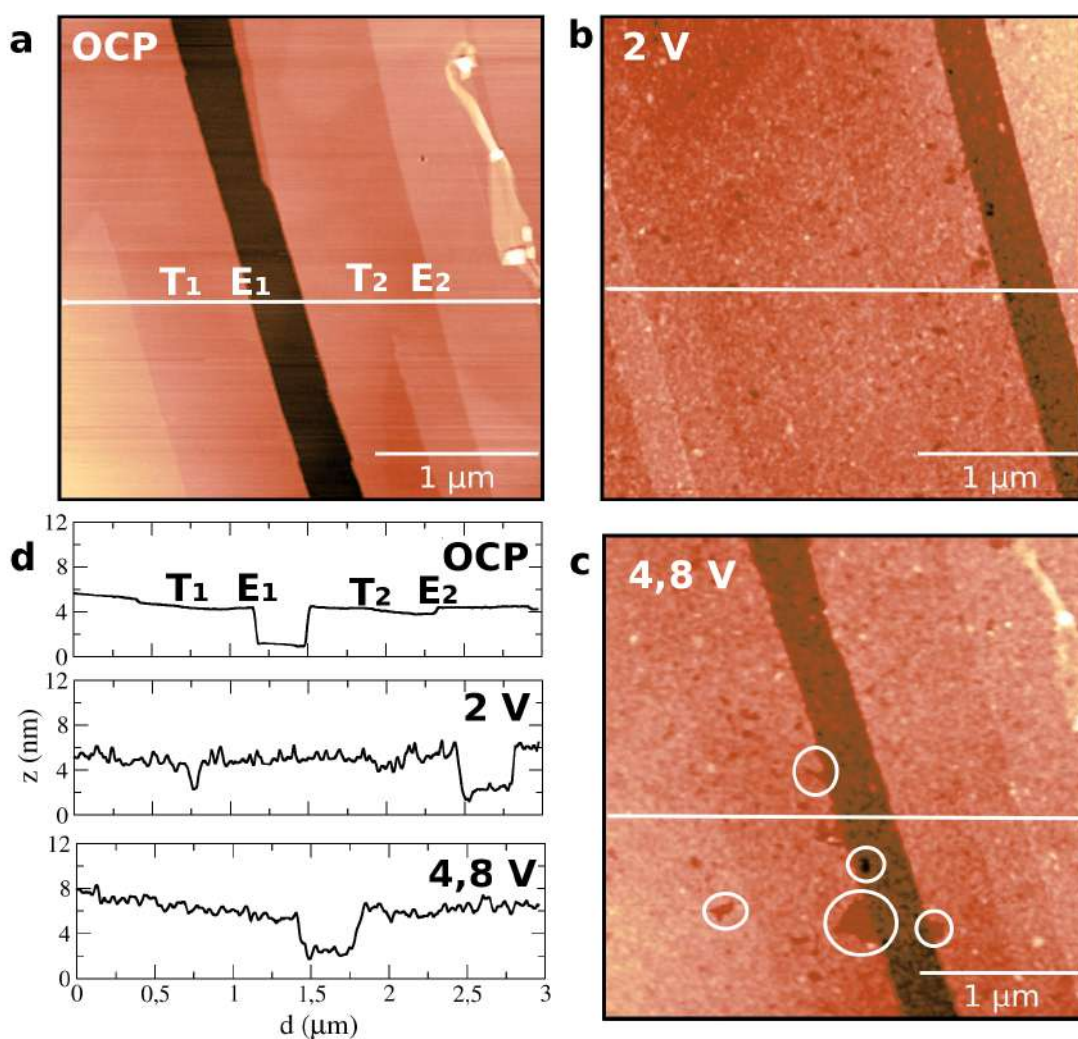 a OCP
T1 E1 T2 E2
1 μm
b 2 V
1 μm
d
12
8
4
0
OCP
T1 E1 T2 E2
12
8
4
0
2 V
z (nm)
12
8
4
0
4,8 V
0 0,5 1 1,5 2 2,5 3
d (μm)
c 4,8 V
1 μm